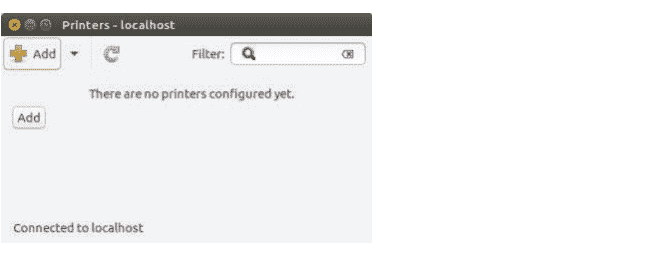 Printers - localhost
Add
Filter:
There are no printers configured yet.
Add
Connected to localhost